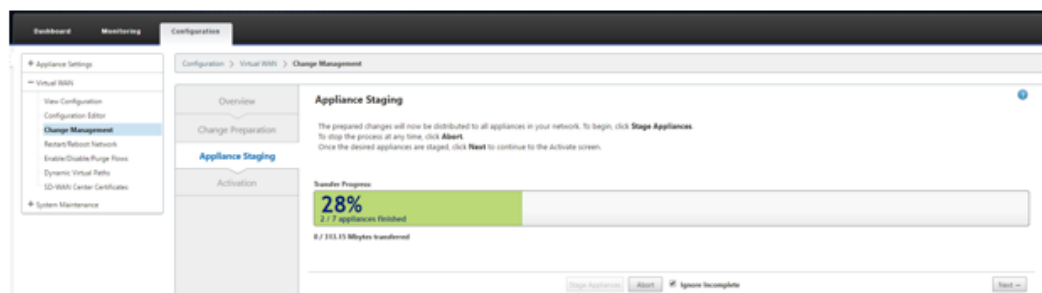 Dashboard Monitoring Configuration
+ Appliance Settings
− Virtual WAN
View Configuration
Configuration Editor
Change Management
Restart/Reboot Network
Enable/Disable/Purge Flows
Dynamic Virtual Paths
SD-WAN Center Certificates
+ System Maintenance
Configuration > Virtual WAN > Change Management
Overview
Change Preparation
Appliance Staging
Activation
Appliance Staging
?
The prepared changes will now be distributed to all appliances in your network. To begin, click Stage Appliances.
To stop the process at any time, click Abort.
Once the desired appliances are staged, click Next to continue to the Activate screen.
Transfer Progress:
28%
2 / 7 appliances finished
0 / 313.15 Mbytes transferred
Stage Appliances Abort Ignore Incomplete Next →